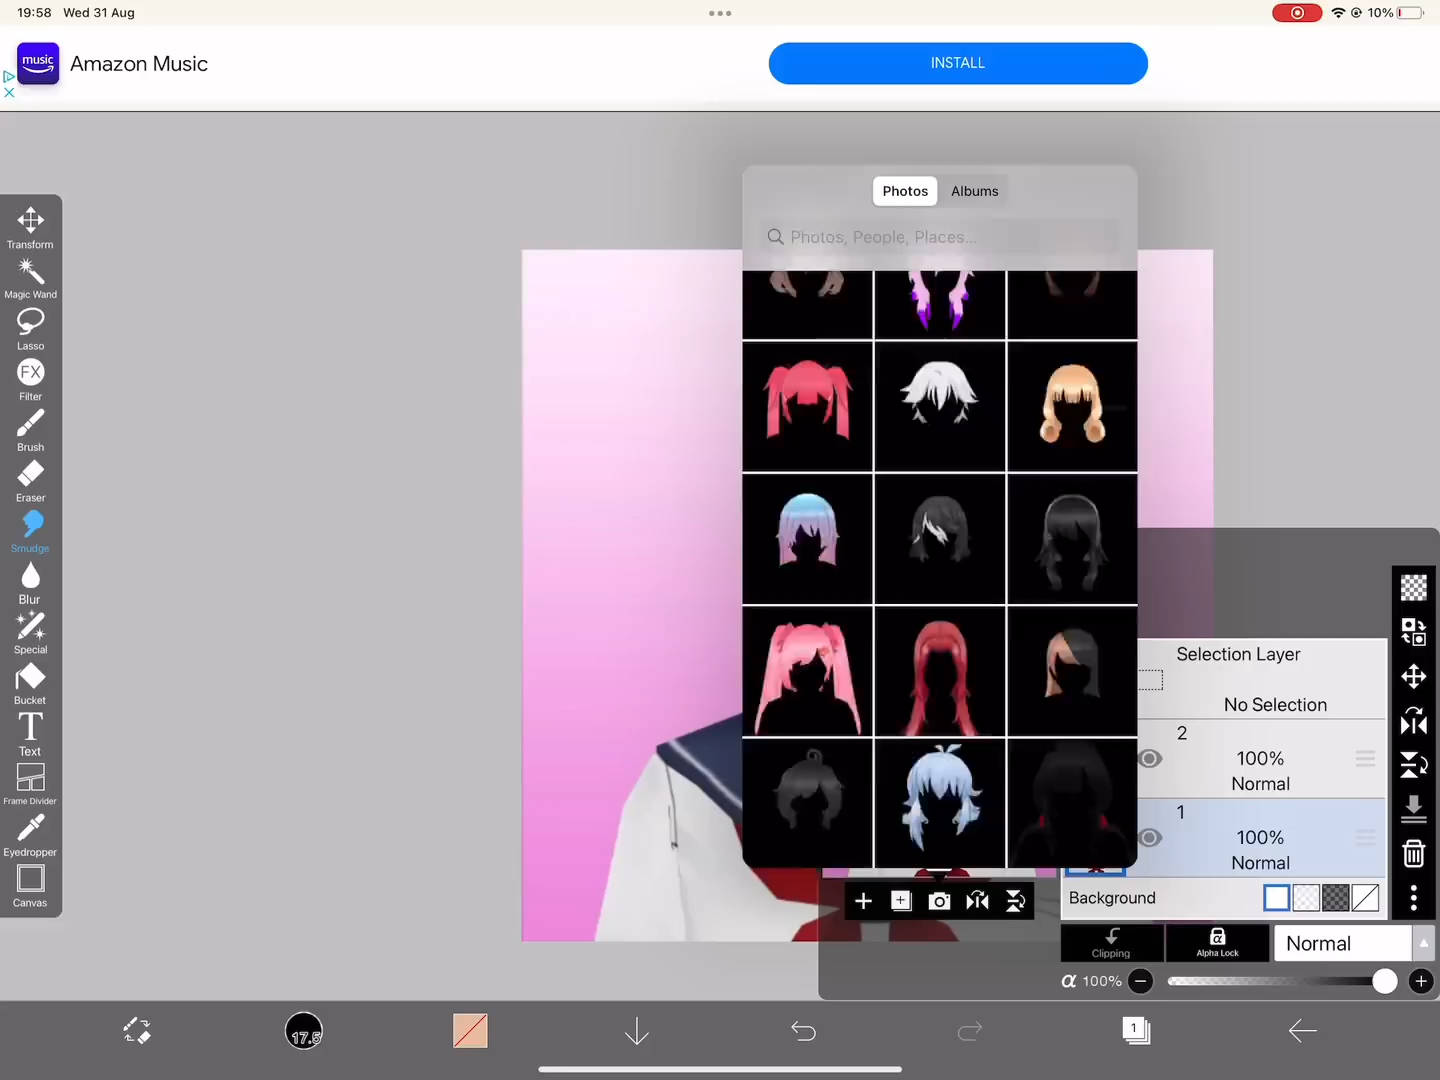 19:58 Wed 31 Aug
10%
music
Amazon Music
INSTALL
Photos Albums
Photos, People, Places...
Transform
Magic Wand
Lasso
FX
Filter
Brush
Eraser
Smudge
Blur
Special
Bucket
T
Text
Frame Divider
Eyedropper
Canvas
Selection Layer
No Selection
2
100%
Normal
1
100%
Normal
Background
Clipping
α
Alpha Lock
Normal
α 100%
17.5
1